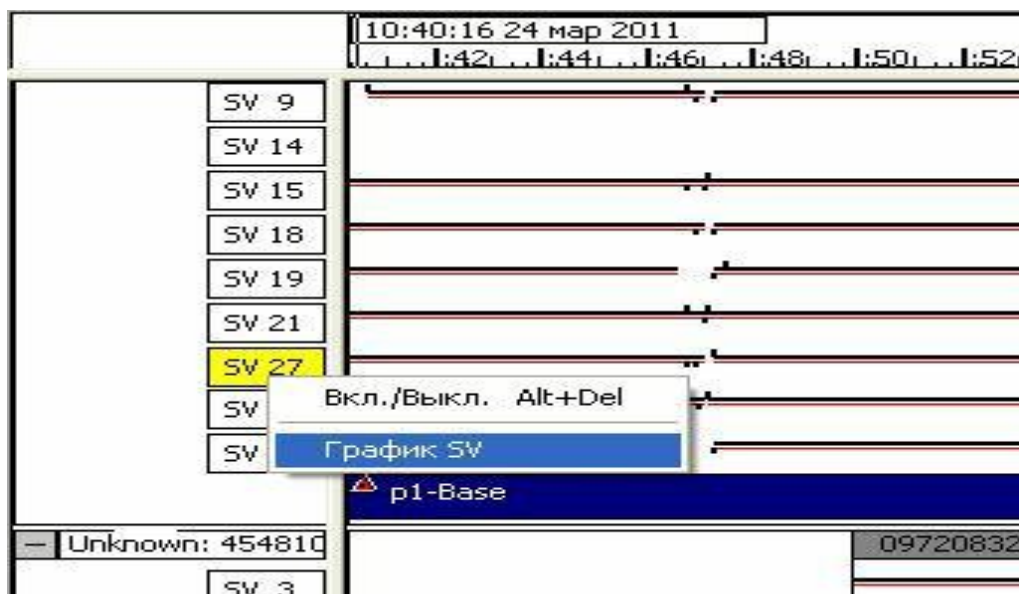 10:40:16 24 мар 2011
:42 :44 :46 :48 :50 :52
SV 9
SV 14
SV 15
SV 18
SV 19
SV 21
SV 27
SV
Вкл./Выкл. Alt+Del
SV
График SV
p1-Base
Unknown: 454810
09720832
SV 3